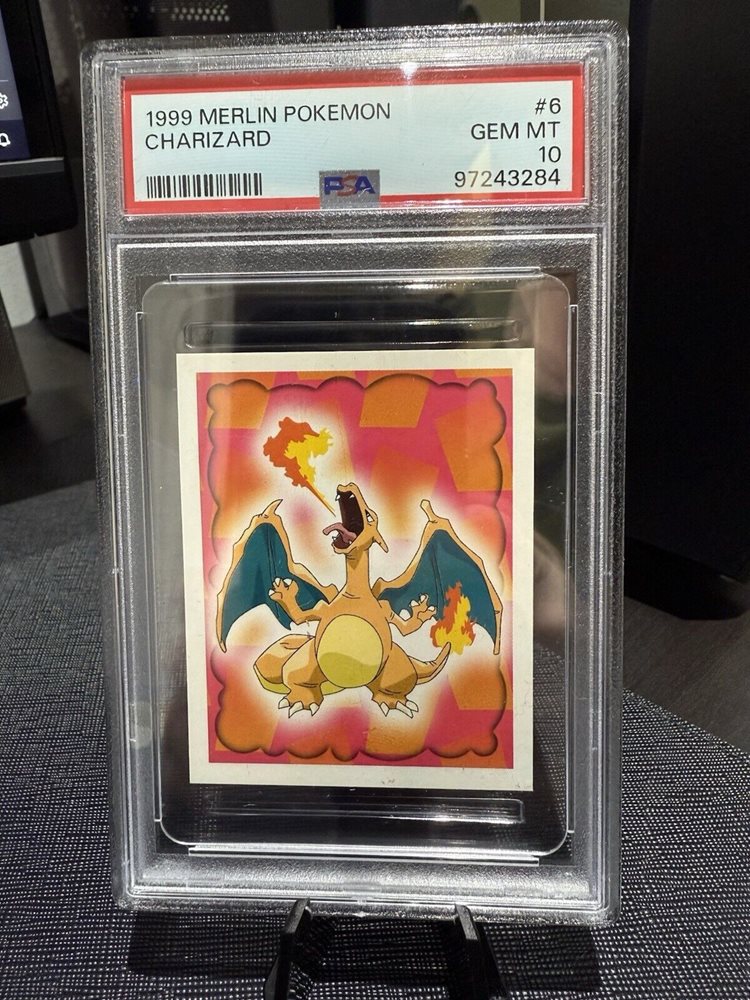 1999 MERLIN POKEMON #6
CHARIZARD GEM MT
10
PSA 97243284